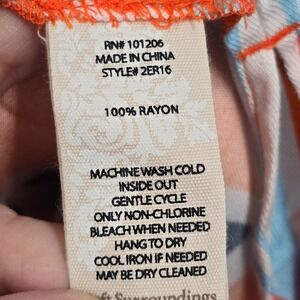 RN# 101206
MADE IN CHINA
STYLE# 2ER16
100% RAYON
MACHINE WASH COLD
INSIDE OUT
GENTLE CYCLE
ONLY NON-CHLORINE
BLEACH WHEN NEEDED
HANG TO DRY
COOL IRON IF NEEDED
MAY BE DRY CLEANED
Surroundings